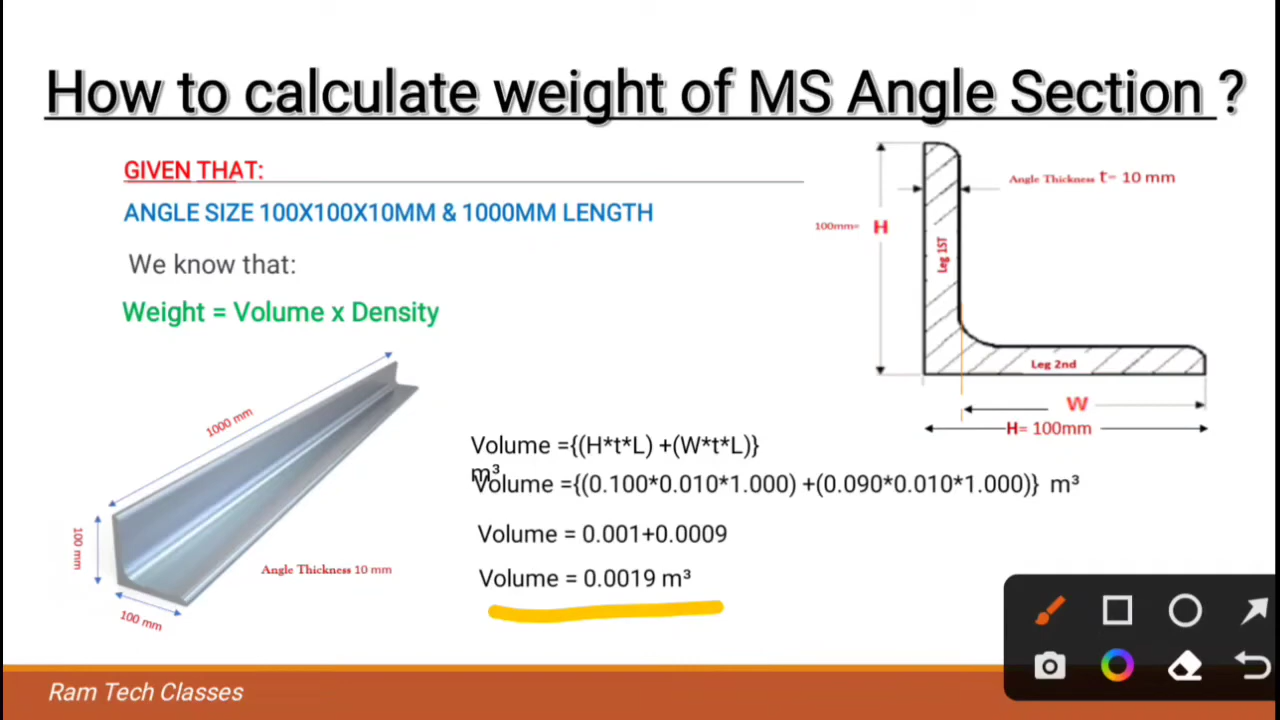 How to calculate weight of MS Angle Section ?
GIVEN THAT:
ANGLE SIZE 100X100X10MM & 1000MM LENGTH
We know that:
Weight = Volume x Density
Angle Thickness t= 10 mm
100mm= H
Leg 1ST
Leg 2nd
W
H= 100mm
1000 mm
100 mm
100 mm
Angle Thickness 10 mm
Volume ={(H*t*L) +(W*t*L)}
m³
Volume ={(0.100*0.010*1.000) +(0.090*0.010*1.000)} m³
Volume = 0.001+0.0009
Volume = 0.0019 m³
Ram Tech Classes